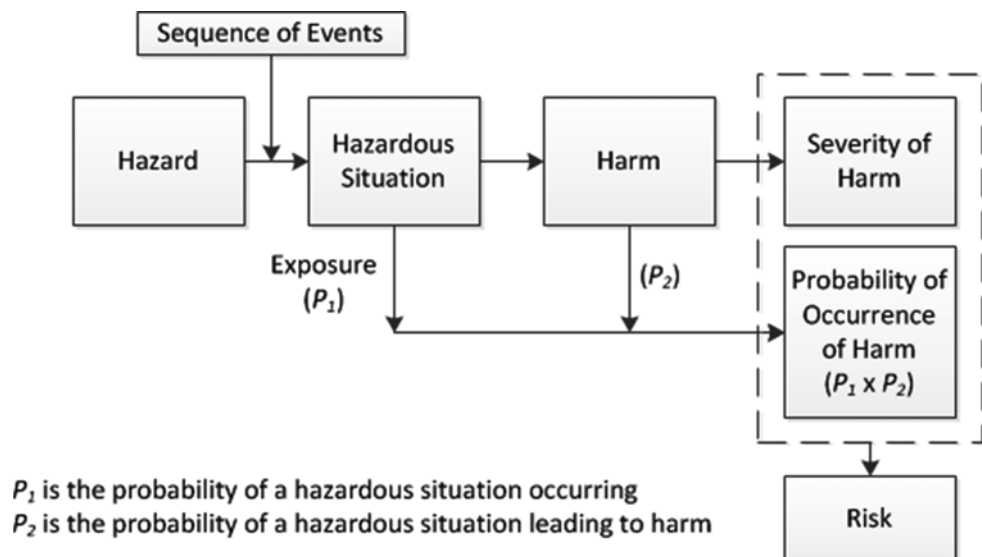 Sequence of Events
Hazard
Hazardous
Situation
Harm
Severity of
Harm
Exposure
(P₁)
(P₂)
Probability of
Occurrence
of Harm
(P₁ x P₂)
P₁ is the probability of a hazardous situation occurring
P₂ is the probability of a hazardous situation leading to harm
Risk